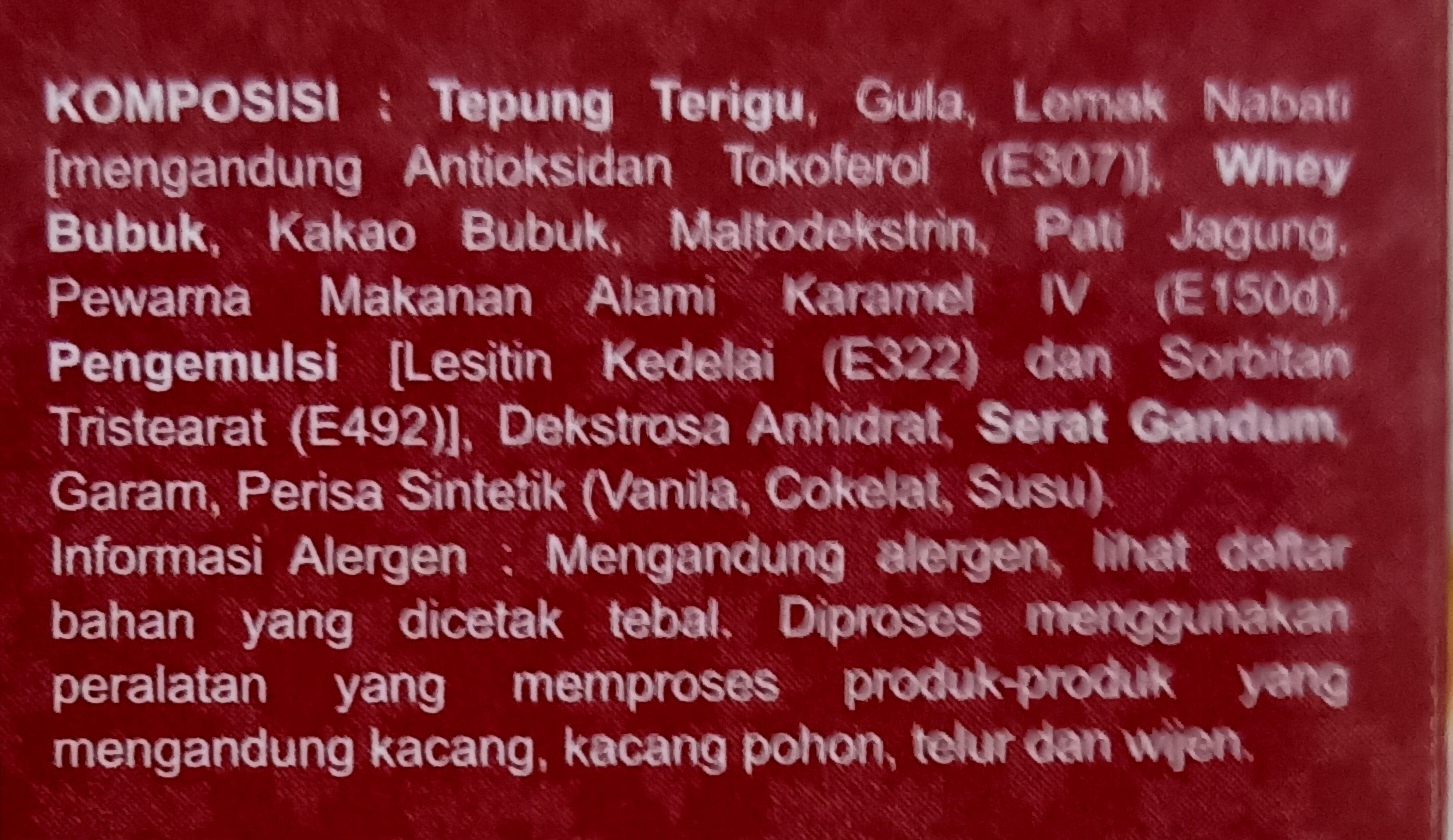 KOMPOSISI : Tepung Terigu, Gula, Lemak Nabati
[mengandung Antioksidan Tokoferol (E307)], Whey
Bubuk, Kakao Bubuk, Maltodekstrin, Pati Jagung,
Pewarna Makanan Alami Karamel IV (E150d),
Pengemulsi [Lesitin Kedelai (E322) dan Sorbitan
Tristearat (E492)], Dekstrosa Anhidrat, Serat Gandum,
Garam, Perisa Sintetik (Vanila, Cokelat, Susu).
Informasi Alergen : Mengandung alergen, lihat daftar
bahan yang dicetak tebal. Diproses menggunakan
peralatan yang memproses produk-produk yang
mengandung kacang, kacang pohon, telur dan wijen.